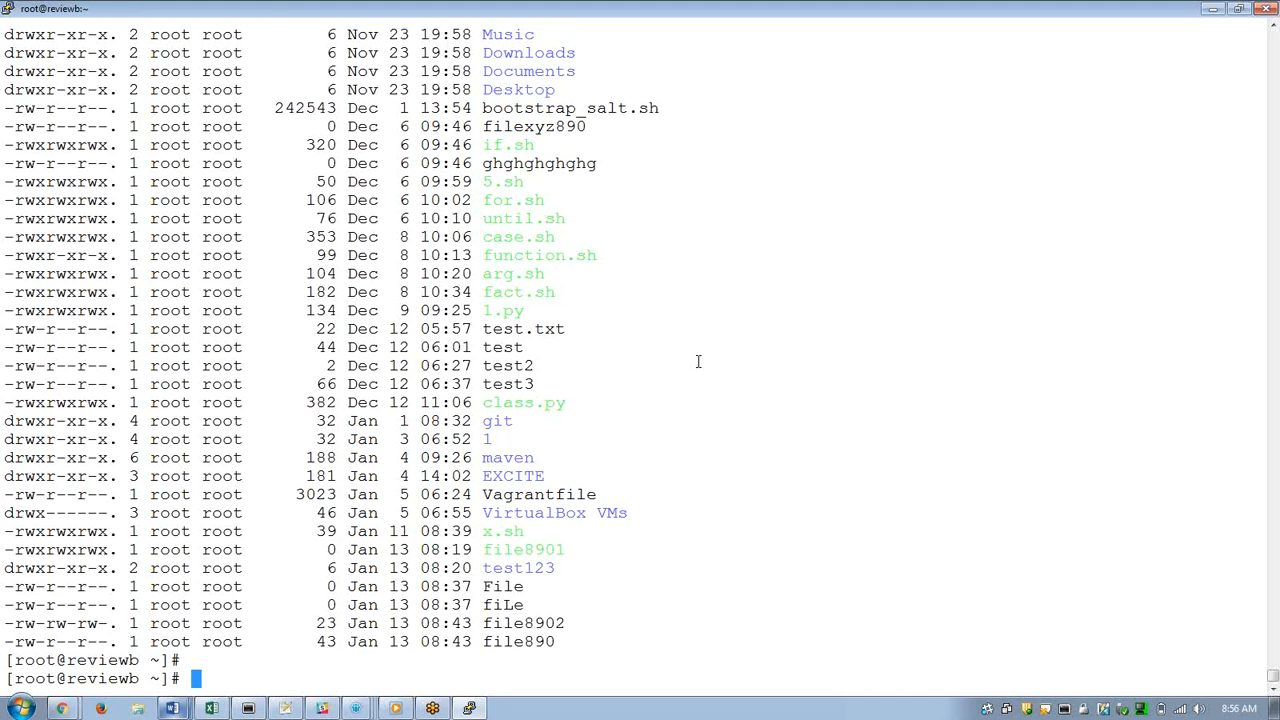 root@reviewb:~
drwxr-xr-x. 2 root root 6 Nov 23 19:58 Music
drwxr-xr-x. 2 root root 6 Nov 23 19:58 Downloads
drwxr-xr-x. 2 root root 6 Nov 23 19:58 Documents
drwxr-xr-x. 2 root root 6 Nov 23 19:58 Desktop
-rw-r--r--. 1 root root 242543 Dec 1 13:54 bootstrap_salt.sh
-rw-r--r--. 1 root root 0 Dec 6 09:46 filexyz890
-rwxrwxrwx. 1 root root 320 Dec 6 09:46 if.sh
-rw-r--r--. 1 root root 0 Dec 6 09:46 ghghghghghg
-rwxrwxrwx. 1 root root 50 Dec 6 09:59 5.sh
-rwxrwxrwx. 1 root root 106 Dec 6 10:02 for.sh
-rwxrwxrwx. 1 root root 76 Dec 6 10:10 until.sh
-rwxrwxrwx. 1 root root 353 Dec 8 10:06 case.sh
-rwxr-xr-x. 1 root root 99 Dec 8 10:13 function.sh
-rwxrwxrwx. 1 root root 104 Dec 8 10:20 arg.sh
-rwxrwxrwx. 1 root root 182 Dec 8 10:34 fact.sh
-rwxrwxrwx. 1 root root 134 Dec 9 09:25 1.py
-rw-r--r--. 1 root root 22 Dec 12 05:57 test.txt
-rw-r--r--. 1 root root 44 Dec 12 06:01 test
-rw-r--r--. 1 root root 2 Dec 12 06:27 test2
-rw-r--r--. 1 root root 66 Dec 12 06:37 test3
-rwxrwxrwx. 1 root root 382 Dec 12 11:06 class.py
drwxr-xr-x. 4 root root 32 Jan 1 08:32 git
drwxr-xr-x. 4 root root 32 Jan 3 06:52 1
drwxr-xr-x. 6 root root 188 Jan 4 09:26 maven
drwxr-xr-x. 3 root root 181 Jan 4 14:02 EXCITE
-rw-r--r--. 1 root root 3023 Jan 5 06:24 Vagrantfile
drwx------. 3 root root 46 Jan 5 06:55 VirtualBox VMs
-rwxrwxrwx. 1 root root 39 Jan 11 08:39 x.sh
-rwxrwxrwx. 1 root root 0 Jan 13 08:19 file8901
drwxr-xr-x. 2 root root 6 Jan 13 08:20 test123
-rw-r--r--. 1 root root 0 Jan 13 08:37 File
-rw-r--r--. 1 root root 0 Jan 13 08:37 fiLe
-rw-rw-rw-. 1 root root 23 Jan 13 08:43 file8902
-rw-r--r--. 1 root root 43 Jan 13 08:43 file890
[root@reviewb ~]#
[root@reviewb ~]#
8:56 AM